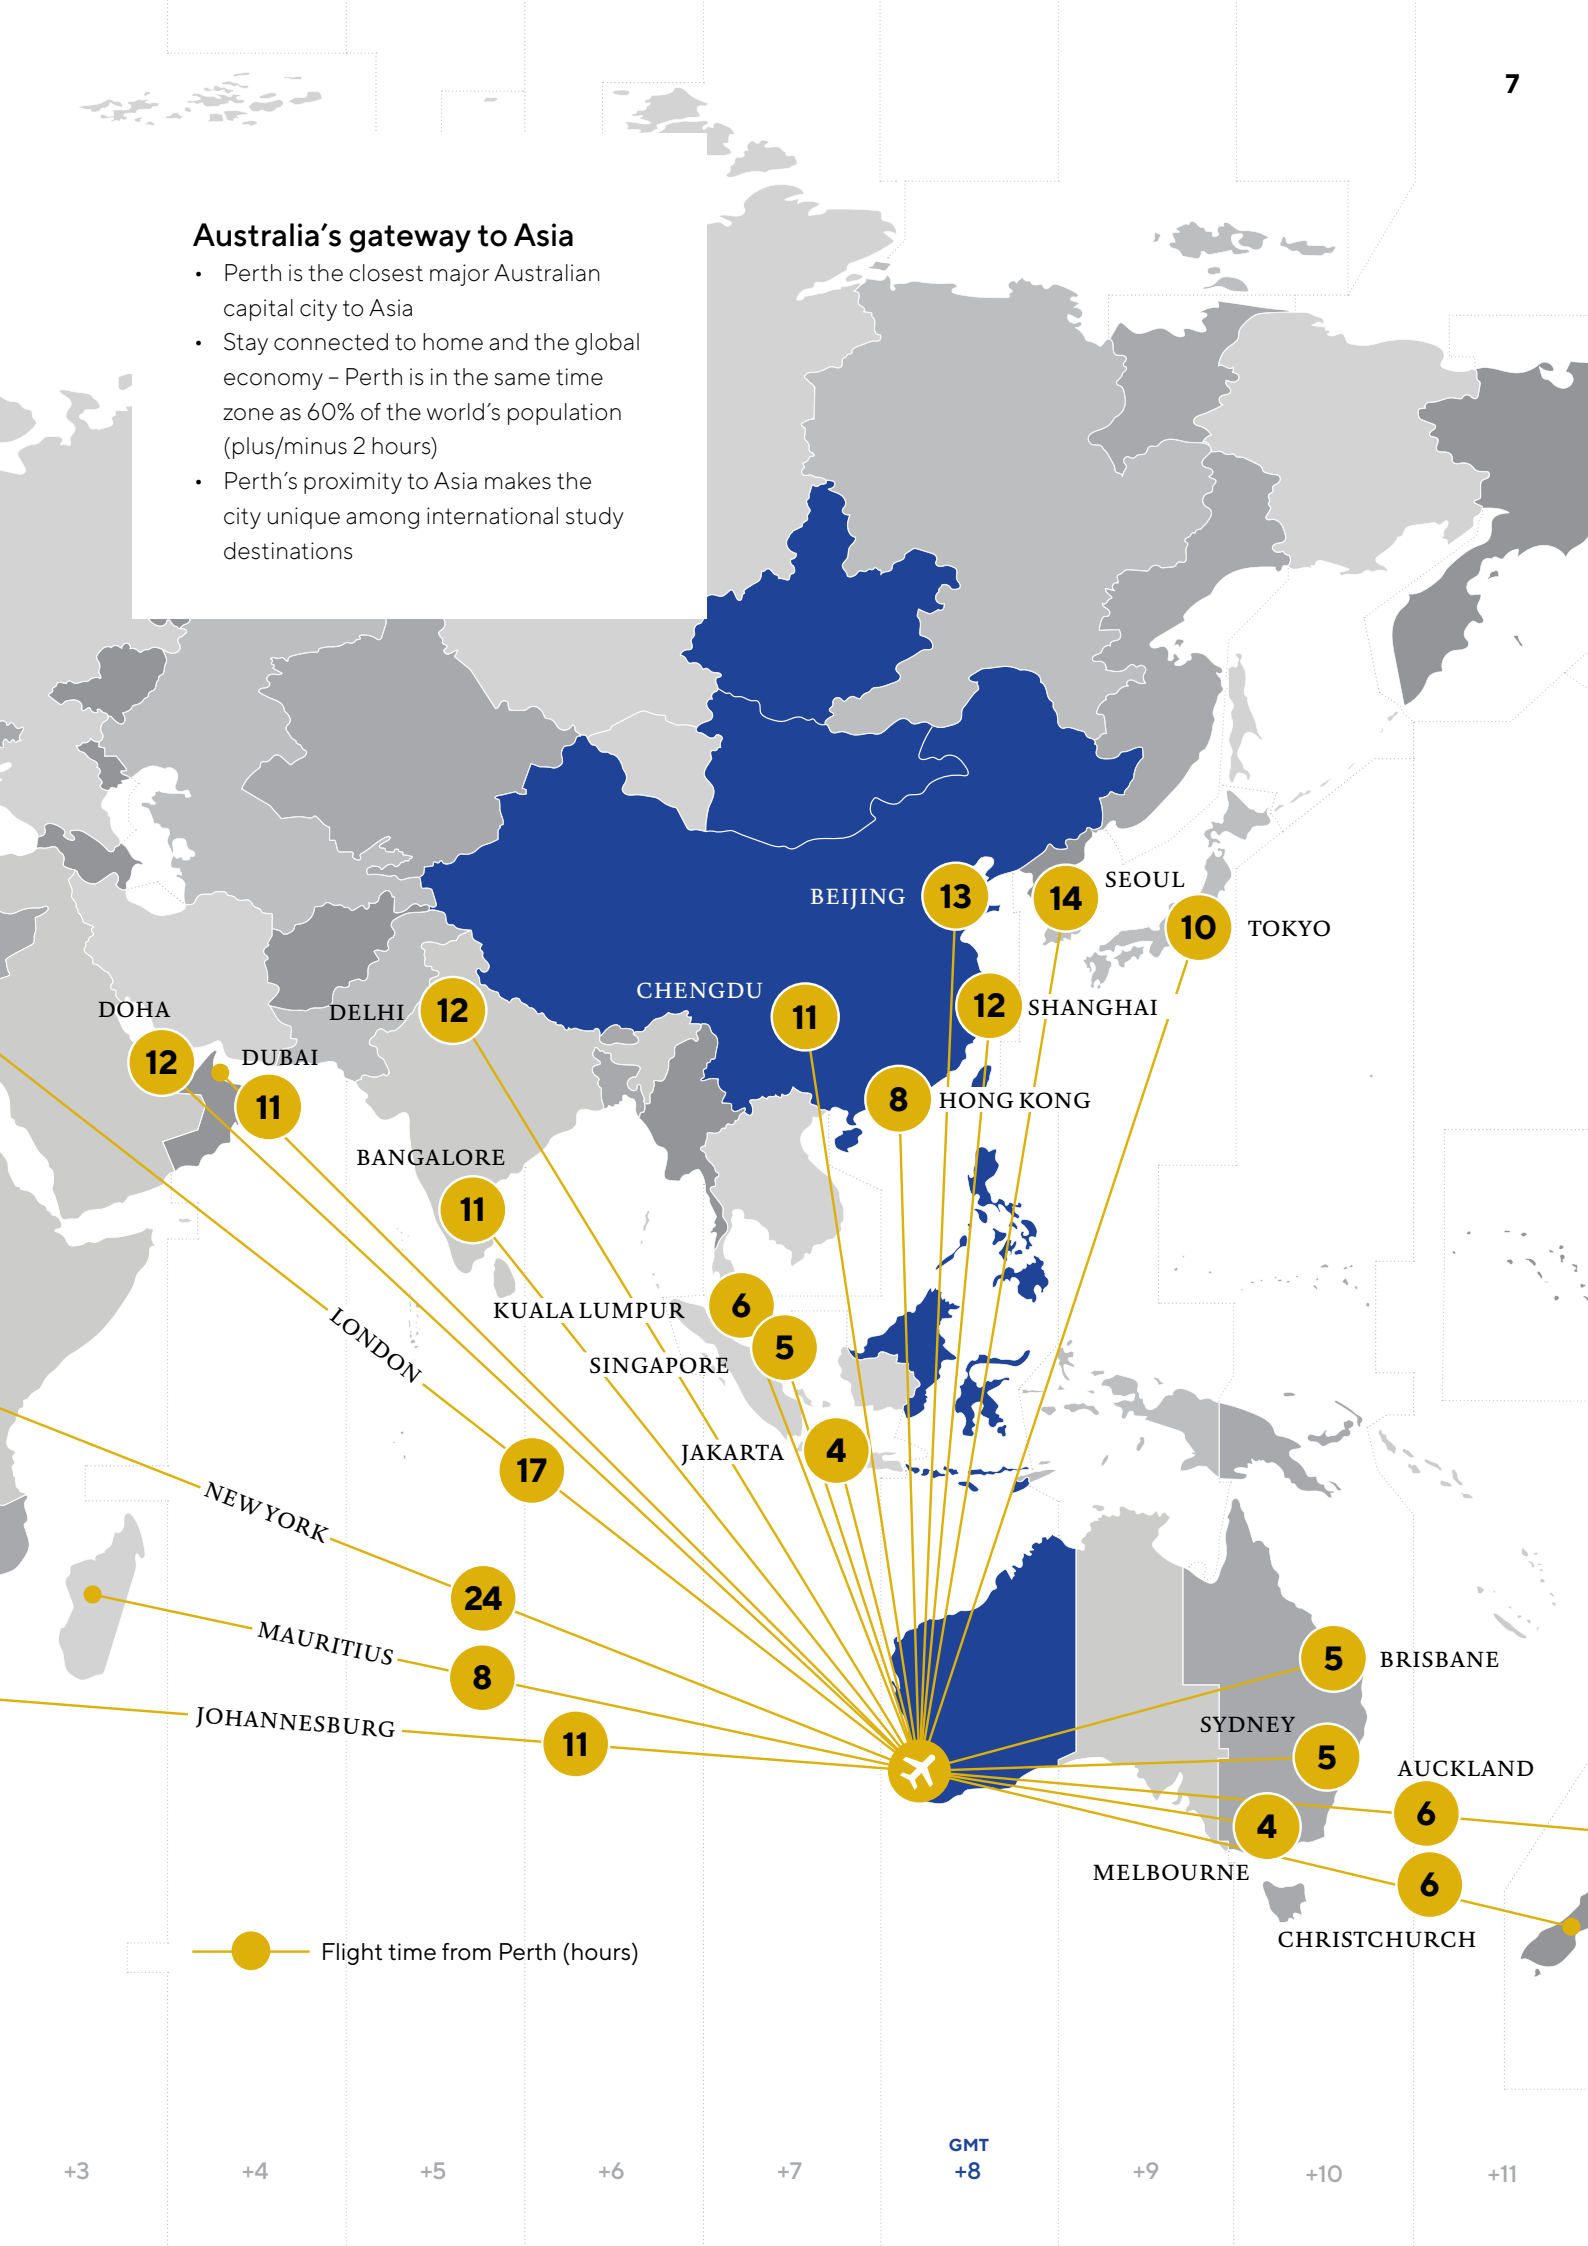 7
Australia's gateway to Asia
• Perth is the closest major Australian
capital city to Asia
• Stay connected to home and the global
economy – Perth is in the same time
zone as 60% of the world's population
(plus/minus 2 hours)
• Perth's proximity to Asia makes the
city unique among international study
destinations
BEIJING 13
14 SEOUL
10 TOKYO
CHENGDU 11
12 SHANGHAI
DOHA 12
DELHI 12
DUBAI 11
8 HONG KONG
BANGALORE 11
KUALA LUMPUR 6
SINGAPORE 5
LONDON 17
JAKARTA 4
NEW YORK 24
MAURITIUS 8
JOHANNESBURG 11
5 BRISBANE
SYDNEY 5
AUCKLAND 6
MELBOURNE 4
6 CHRISTCHURCH
Flight time from Perth (hours)
GMT
+3 +4 +5 +6 +7 +8 +9 +10 +11